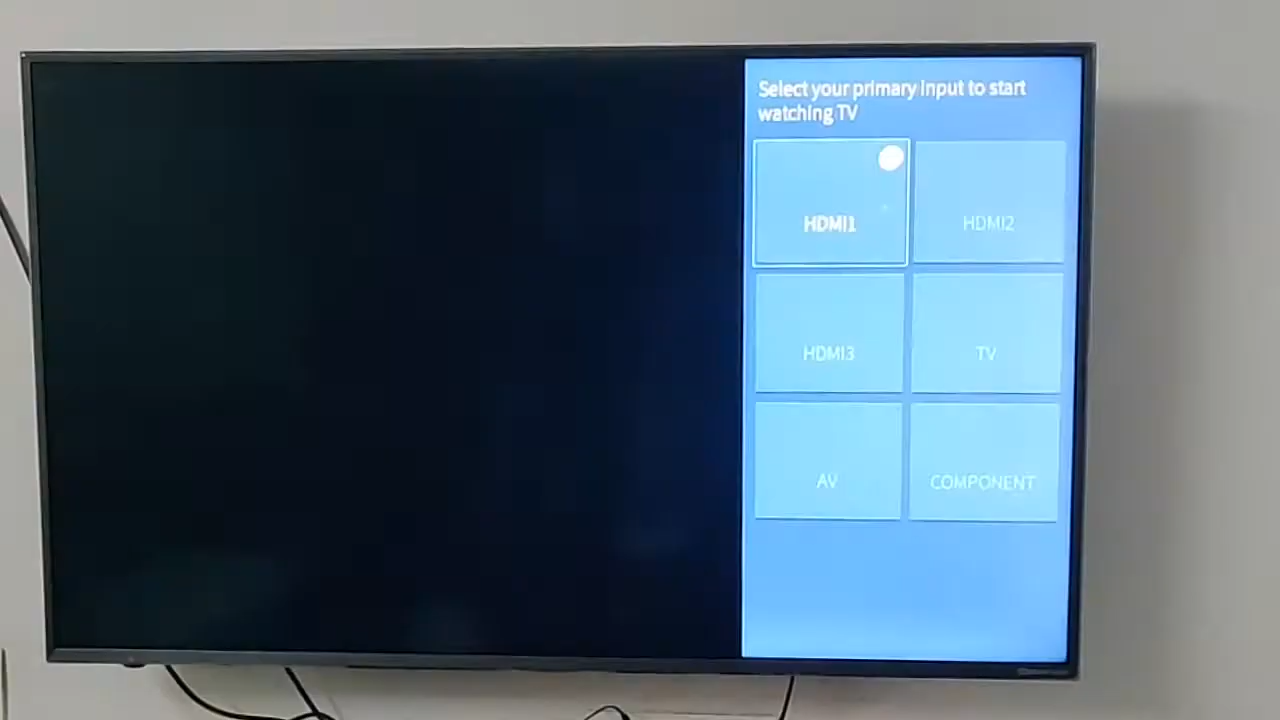 Select your primary input to start
watching TV
HDMI1
HDMI2
HDMI3
TV
AV
COMPONENT